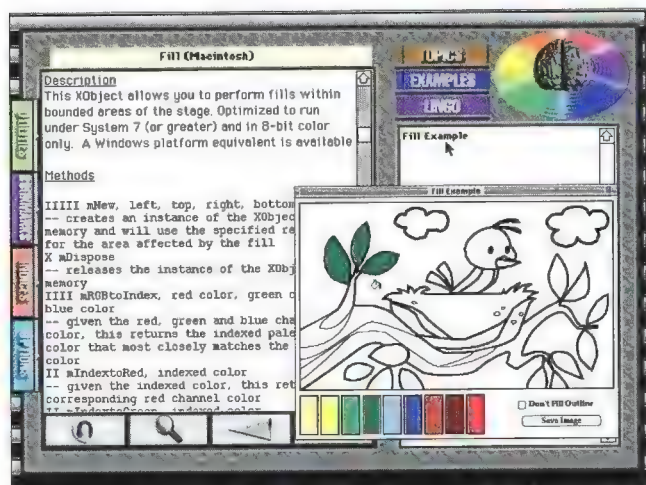 Fill (Macintosh)
Description
This XObject allows you to perform fills within
bounded areas of the stage. Optimized to run
under System 7 (or greater) and in 8-bit color
only. A Windows platform equivalent is available
Methods
IIIII mNew, left, top, right, bottom
-- creates an instance of the XObjec
memory and will use the specified re
for the area affected by the fill
X mDispose
-- releases the instance of the XObj
memory
IIII mRGBtoIndex, red color, green c
blue color
-- given the red, green and blue cha
color, this returns the indexed pale
color that most closely matches the
color
II mIndextoRed, indexed color
-- given the indexed color, this ret
corresponding red channel color
II mIndextoGreen, indexed color
TOPICS
EXAMPLES
LINGO
Fill Example
Fill Example
Don't Fill Outline
Save Image